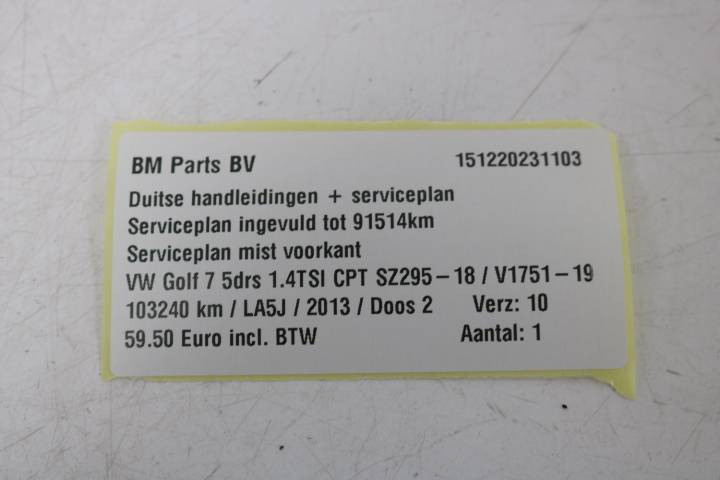 BM Parts BV 151220231103
Duitse handleidingen + serviceplan
Serviceplan ingevuld tot 91514km
Serviceplan mist voorkant
VW Golf 7 5drs 1.4TSI CPT SZ295-18 / V1751-19
103240 km / LA5J / 2013 / Doos 2 Verz: 10
59.50 Euro incl. BTW Aantal: 1